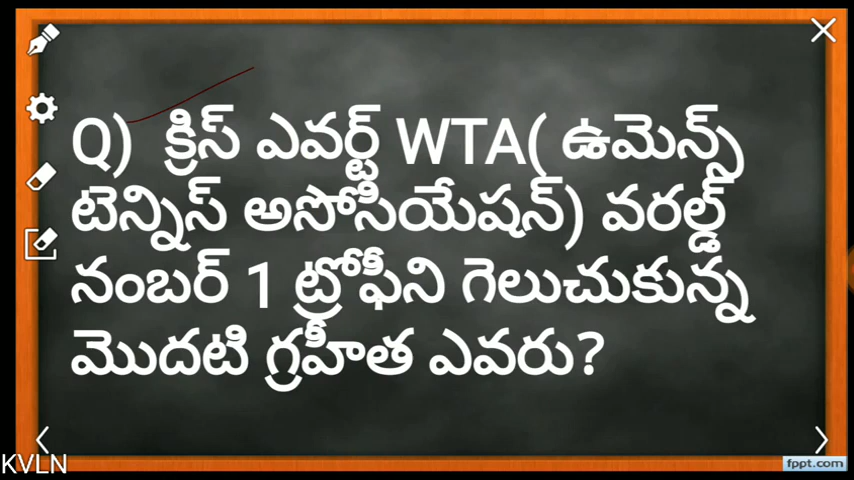 Q) క్రిస్ ఎవర్ట్ WTA( ఉమెన్స్
టెన్నిస్ అసోసియేషన్) వరల్డ్
నంబర్ 1 ట్రోఫీని గెలుచుకున్న
మొదటి గ్రహీత ఎవరు?
KVLN
fppt.com